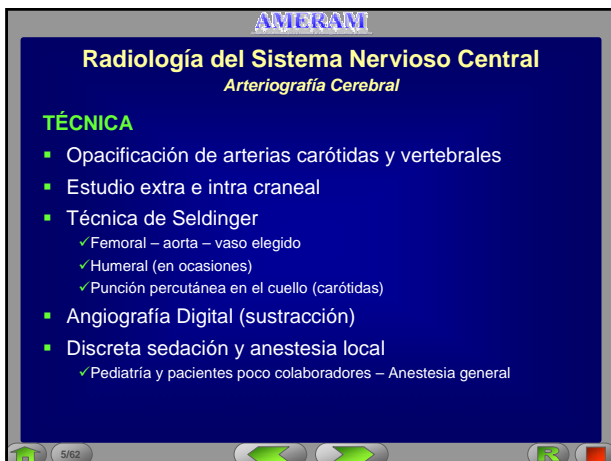 AMERAM
Radiología del Sistema Nervioso Central
Arteriografía Cerebral
TÉCNICA
▪ Opacificación de arterias carótidas y vertebrales
▪ Estudio extra e intra craneal
▪ Técnica de Seldinger
✓Femoral – aorta – vaso elegido
✓Humeral (en ocasiones)
✓Punción percutánea en el cuello (carótidas)
▪ Angiografía Digital (sustracción)
▪ Discreta sedación y anestesia local
✓Pediatría y pacientes poco colaboradores – Anestesia general
5/62
R